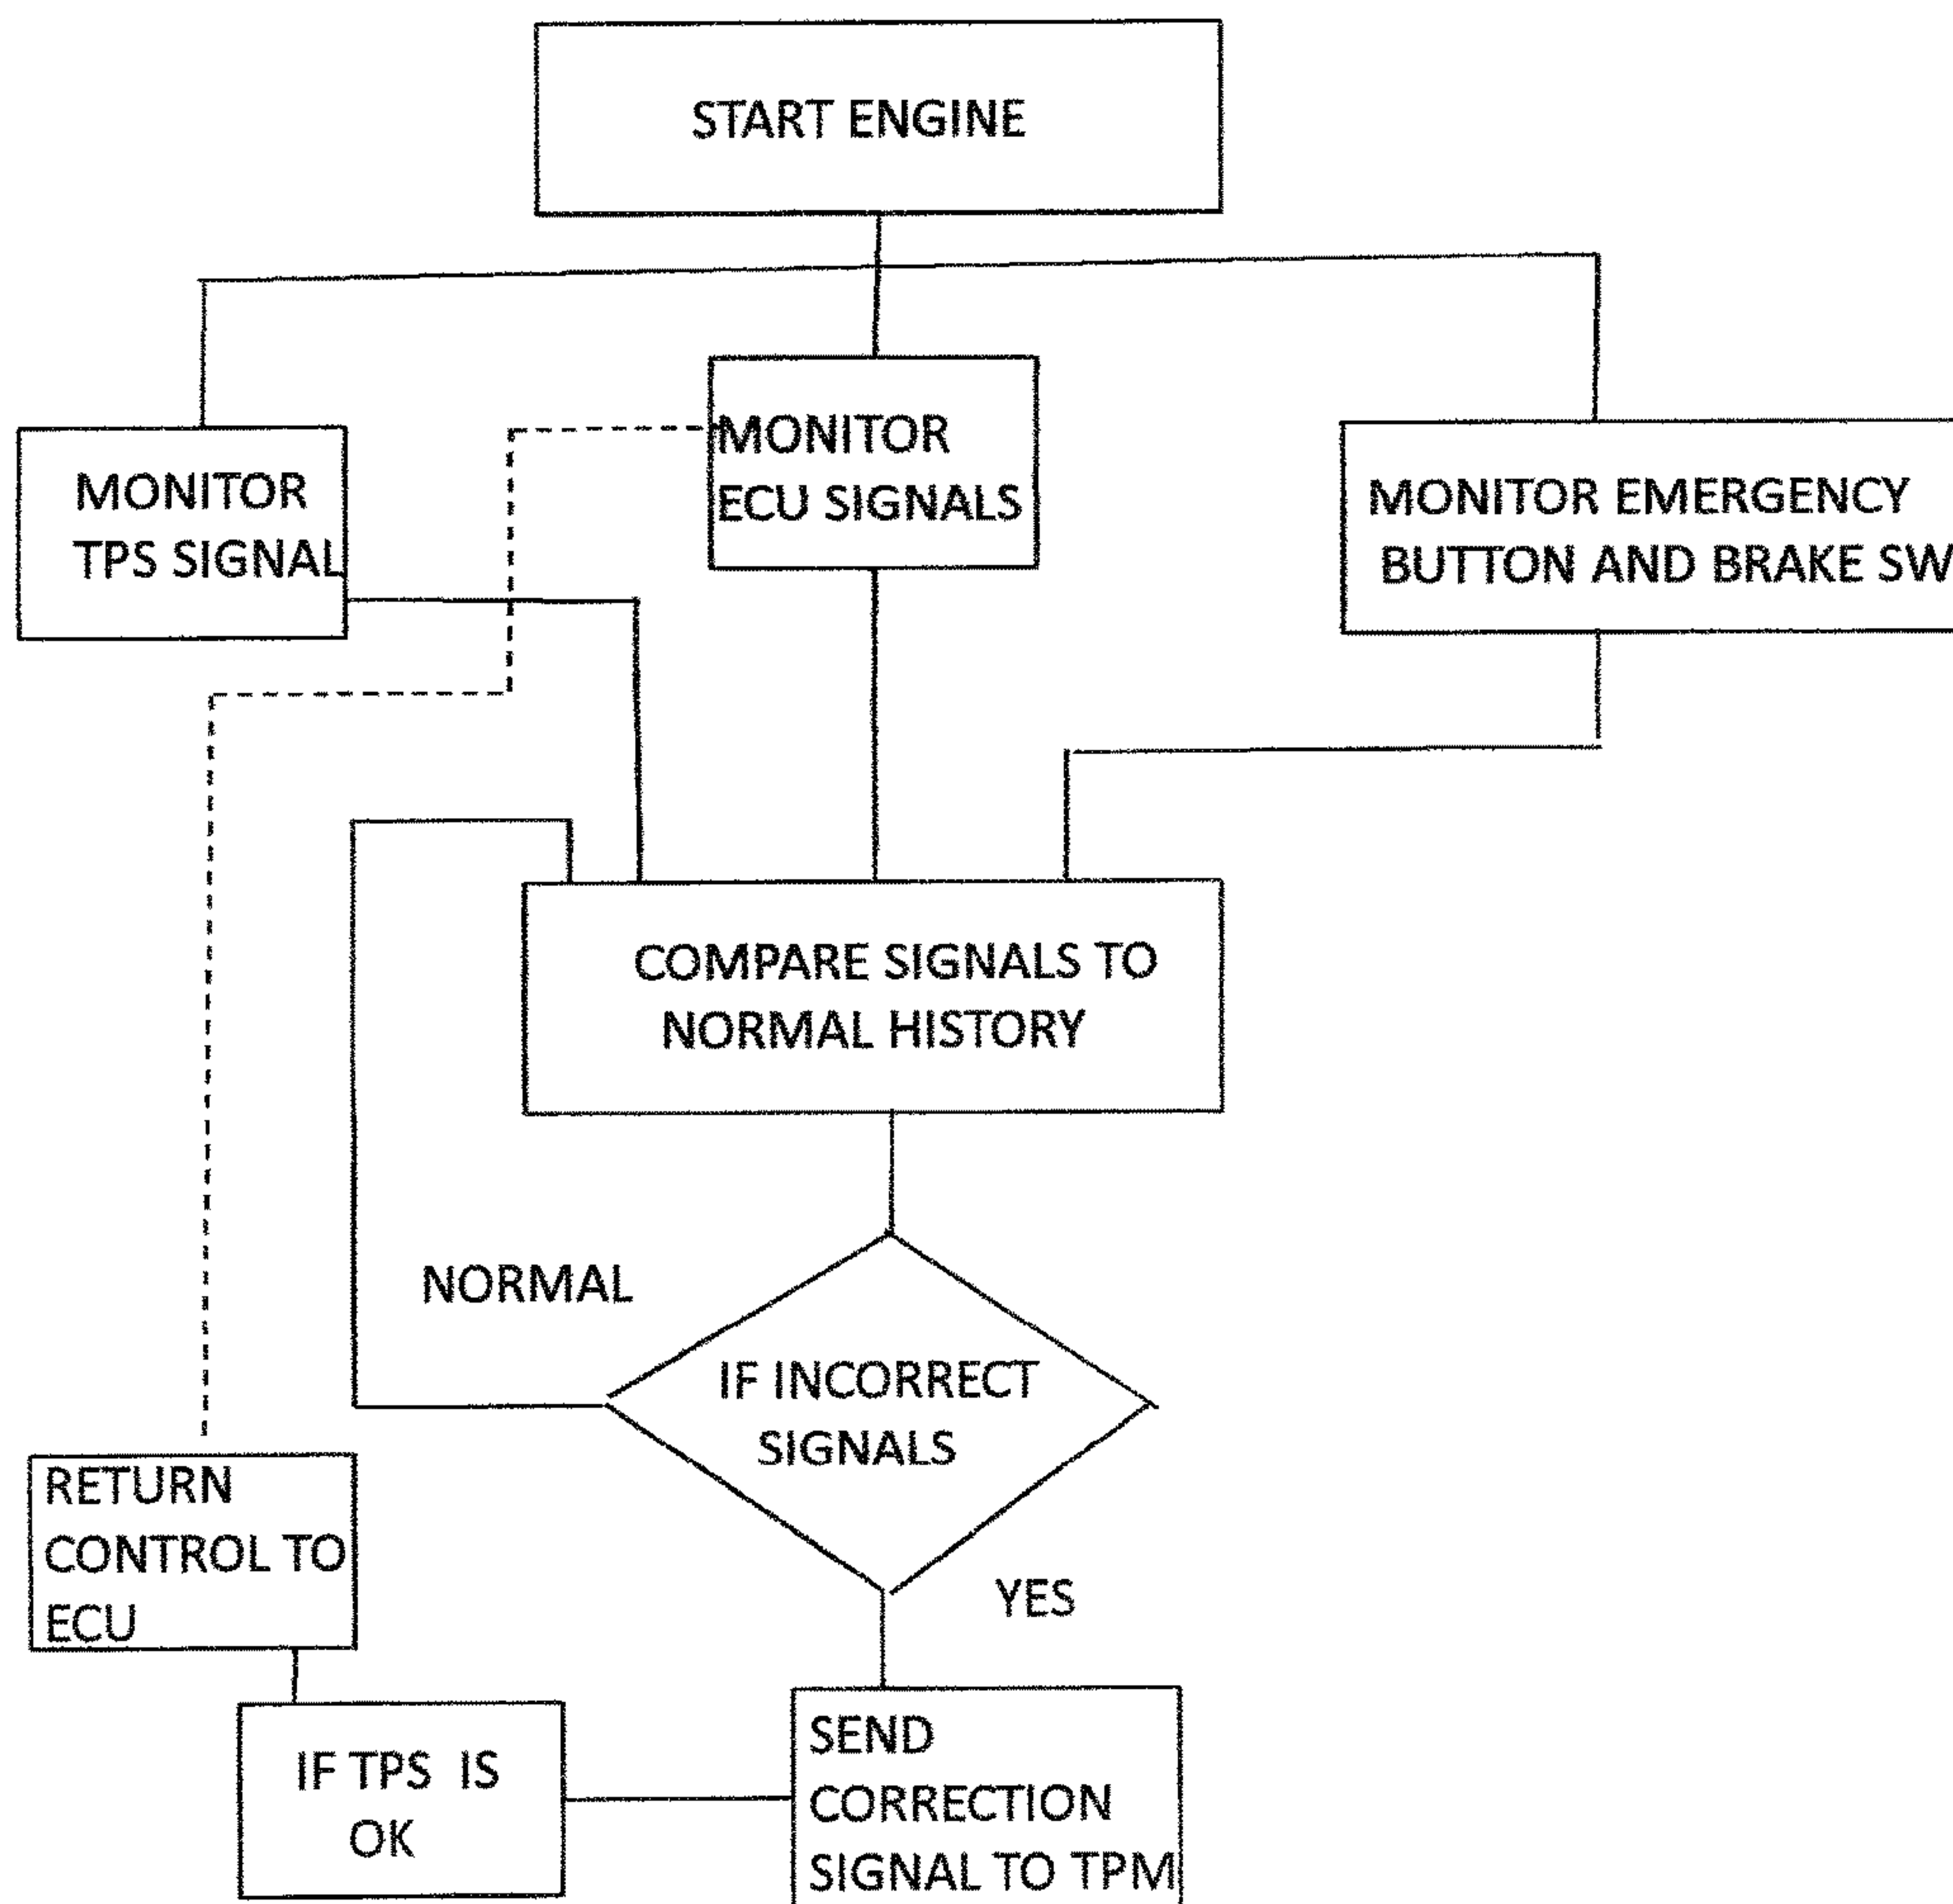 START ENGINE
MONITOR
TPS SIGNAL
MONITOR
ECU SIGNALS
MONITOR EMERGENCY
BUTTON AND BRAKE SW
COMPARE SIGNALS TO
NORMAL HISTORY
NORMAL
IF INCORRECT
SIGNALS
YES
RETURN
CONTROL TO
ECU
IF TPS IS
OK
SEND
CORRECTION
SIGNAL TO TPM